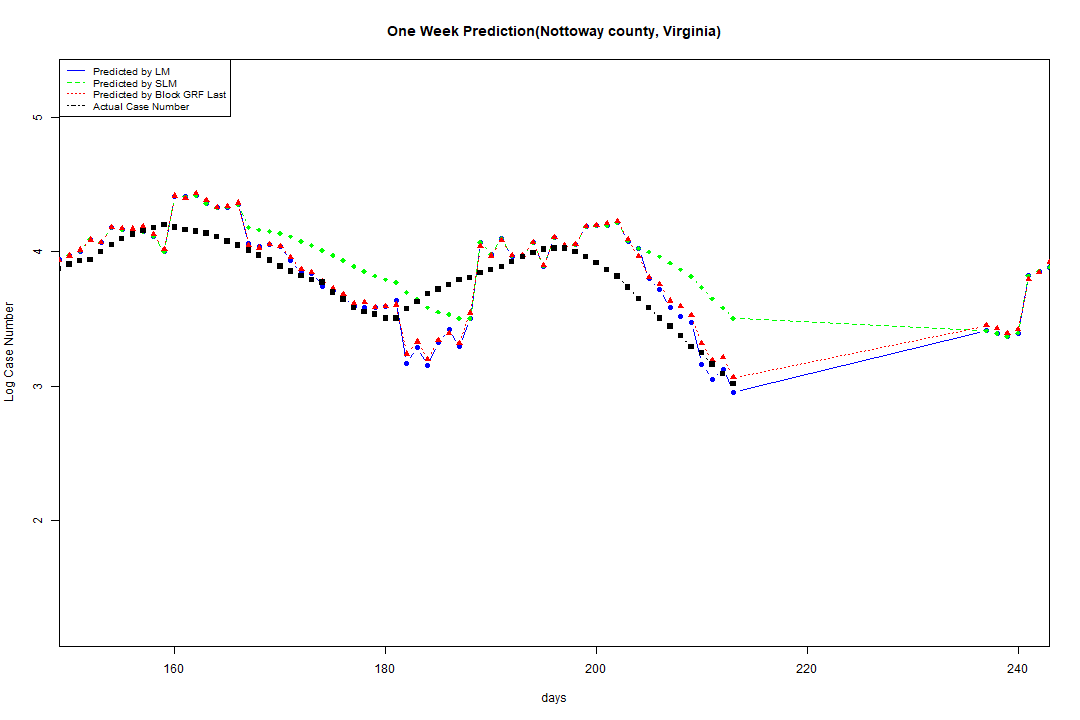 One Week Prediction(Nottoway county, Virginia)
Predicted by LM
Predicted by SLM
Predicted by Block GRF Last
Actual Case Number
5
4
3
2
Log Case Number
160 180 200 220 240
days